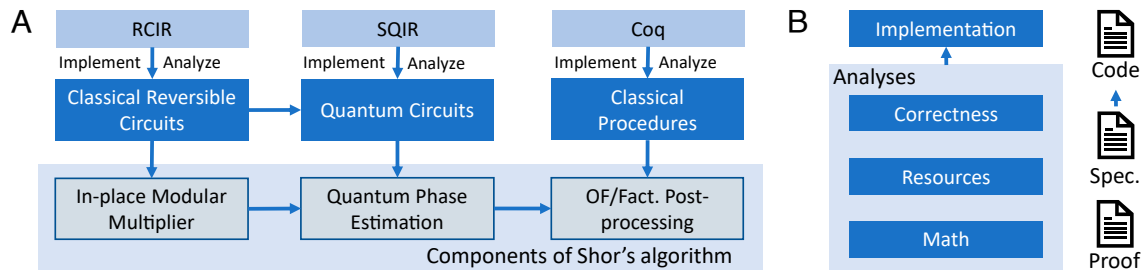 A
RCIR
SQIR
Coq
Implement Analyze
Implement Analyze
Implement Analyze
Classical Reversible
Circuits
Quantum Circuits
Classical
Procedures
In-place Modular
Multiplier
Quantum Phase
Estimation
OF/Fact. Post-
processing
Components of Shor's algorithm
B
Implementation
Analyses
Correctness
Resources
Math
Code
Spec.
Proof